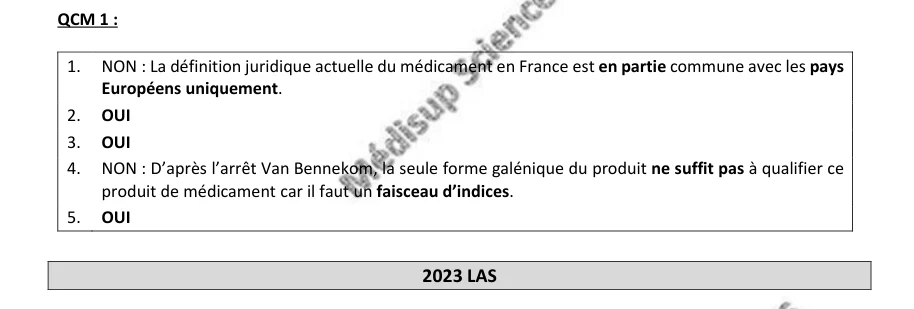 QCM 1 :
1. NON : La définition juridique actuelle du médicament en France est en partie commune avec les pays
Européens uniquement.
2. OUI
3. OUI
4. NON : D’après l’arrêt Van Bennekom, la seule forme galénique du produit ne suffit pas à qualifier ce
produit de médicament car il faut un faisceau d’indices.
5. OUI
Médisup Science
2023 LAS